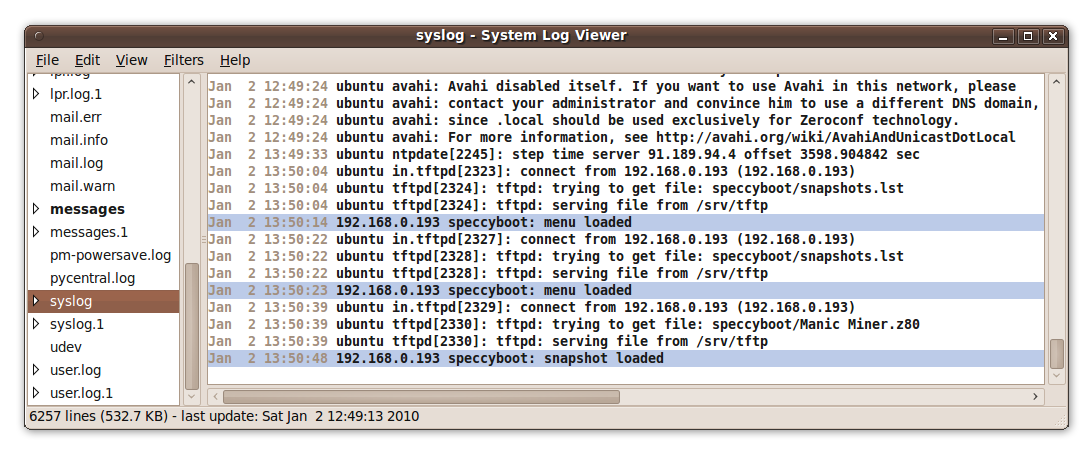 syslog - System Log Viewer
File Edit View Filters Help
lpr.log.1
mail.err
mail.info
mail.log
mail.warn
messages
messages.1
pm-powersave.log
pycentral.log
syslog
syslog.1
udev
user.log
user.log.1
Jan  2 12:49:24 ubuntu avahi: Avahi disabled itself. If you want to use Avahi in this network, please
Jan  2 12:49:24 ubuntu avahi: contact your administrator and convince him to use a different DNS domain,
Jan  2 12:49:24 ubuntu avahi: since .local should be used exclusively for Zeroconf technology.
Jan  2 12:49:24 ubuntu avahi: For more information, see http://avahi.org/wiki/AvahiAndUnicastDotLocal
Jan  2 13:49:33 ubuntu ntpdate[2245]: step time server 91.189.94.4 offset 3598.904842 sec
Jan  2 13:50:04 ubuntu in.tftpd[2323]: connect from 192.168.0.193 (192.168.0.193)
Jan  2 13:50:04 ubuntu tftpd[2324]: tftpd: trying to get file: speccyboot/snapshots.lst
Jan  2 13:50:04 ubuntu tftpd[2324]: tftpd: serving file from /srv/tftp
Jan  2 13:50:14 192.168.0.193 speccyboot: menu loaded
Jan  2 13:50:22 ubuntu in.tftpd[2327]: connect from 192.168.0.193 (192.168.0.193)
Jan  2 13:50:22 ubuntu tftpd[2328]: tftpd: trying to get file: speccyboot/snapshots.lst
Jan  2 13:50:22 ubuntu tftpd[2328]: tftpd: serving file from /srv/tftp
Jan  2 13:50:23 192.168.0.193 speccyboot: menu loaded
Jan  2 13:50:39 ubuntu in.tftpd[2329]: connect from 192.168.0.193 (192.168.0.193)
Jan  2 13:50:39 ubuntu tftpd[2330]: tftpd: trying to get file: speccyboot/Manic Miner.z80
Jan  2 13:50:39 ubuntu tftpd[2330]: tftpd: serving file from /srv/tftp
Jan  2 13:50:48 192.168.0.193 speccyboot: snapshot loaded
6257 lines (532.7 KB) - last update: Sat Jan  2 12:49:13 2010